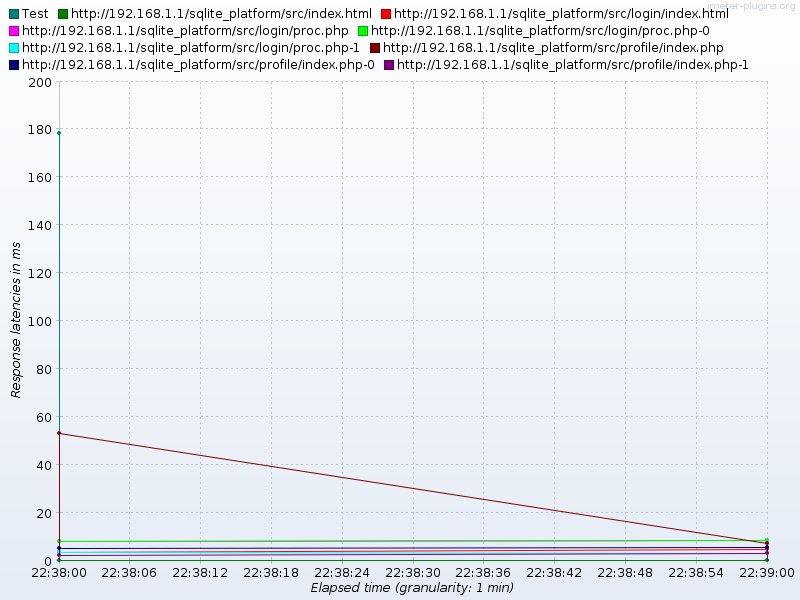 jmeter-plugins.org
Test http://192.168.1.1/sqlite_platform/src/index.html http://192.168.1.1/sqlite_platform/src/login/index.html
http://192.168.1.1/sqlite_platform/src/login/proc.php http://192.168.1.1/sqlite_platform/src/login/proc.php-0
http://192.168.1.1/sqlite_platform/src/login/proc.php-1 http://192.168.1.1/sqlite_platform/src/profile/index.php
http://192.168.1.1/sqlite_platform/src/profile/index.php-0 http://192.168.1.1/sqlite_platform/src/profile/index.php-1
200
180
160
140
120
100
80
60
40
20
0
Response latencies in ms
22:38:00 22:38:06 22:38:12 22:38:18 22:38:24 22:38:30 22:38:36 22:38:42 22:38:48 22:38:54 22:39:00
Elapsed time (granularity: 1 min)